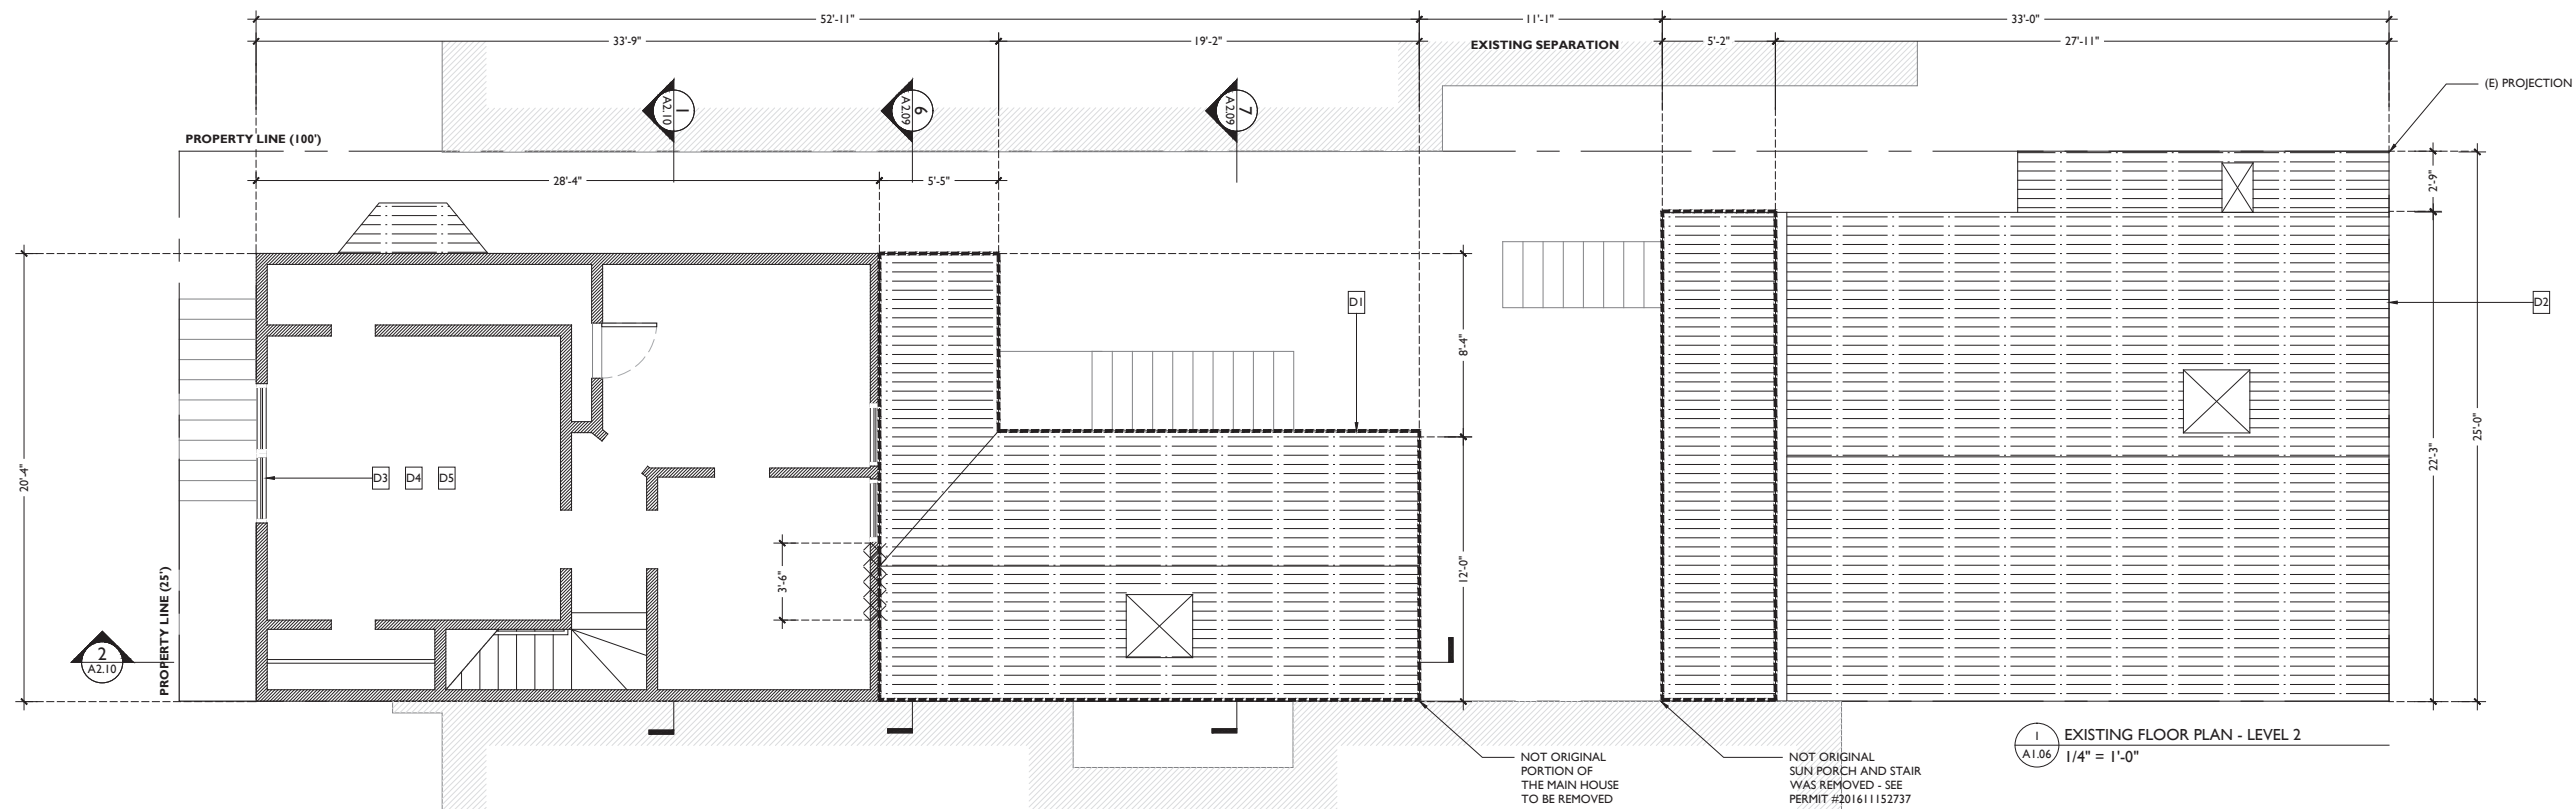 52'-11"
11'-1"
33'-0"
33'-9"
19'-2"
EXISTING SEPARATION
5'-2"
27'-11"
(E) PROJECTION
1
A2.10
6
A2.09
7
A2.09
PROPERTY LINE (100')
28'-4"
5'-5"
2'-9"
D1
D2
8'-4"
20'-4"
D3 D4 D5
25'-0"
22'-3"
3'-6"
12'-0"
PROPERTY LINE (25')
2
A2.10
NOT ORIGINAL
PORTION OF
THE MAIN HOUSE
TO BE REMOVED
NOT ORIGINAL
SUN PORCH AND STAIR
WAS REMOVED - SEE
PERMIT #201611152737
1
A1.06
EXISTING FLOOR PLAN - LEVEL 2
1/4" = 1'-0"